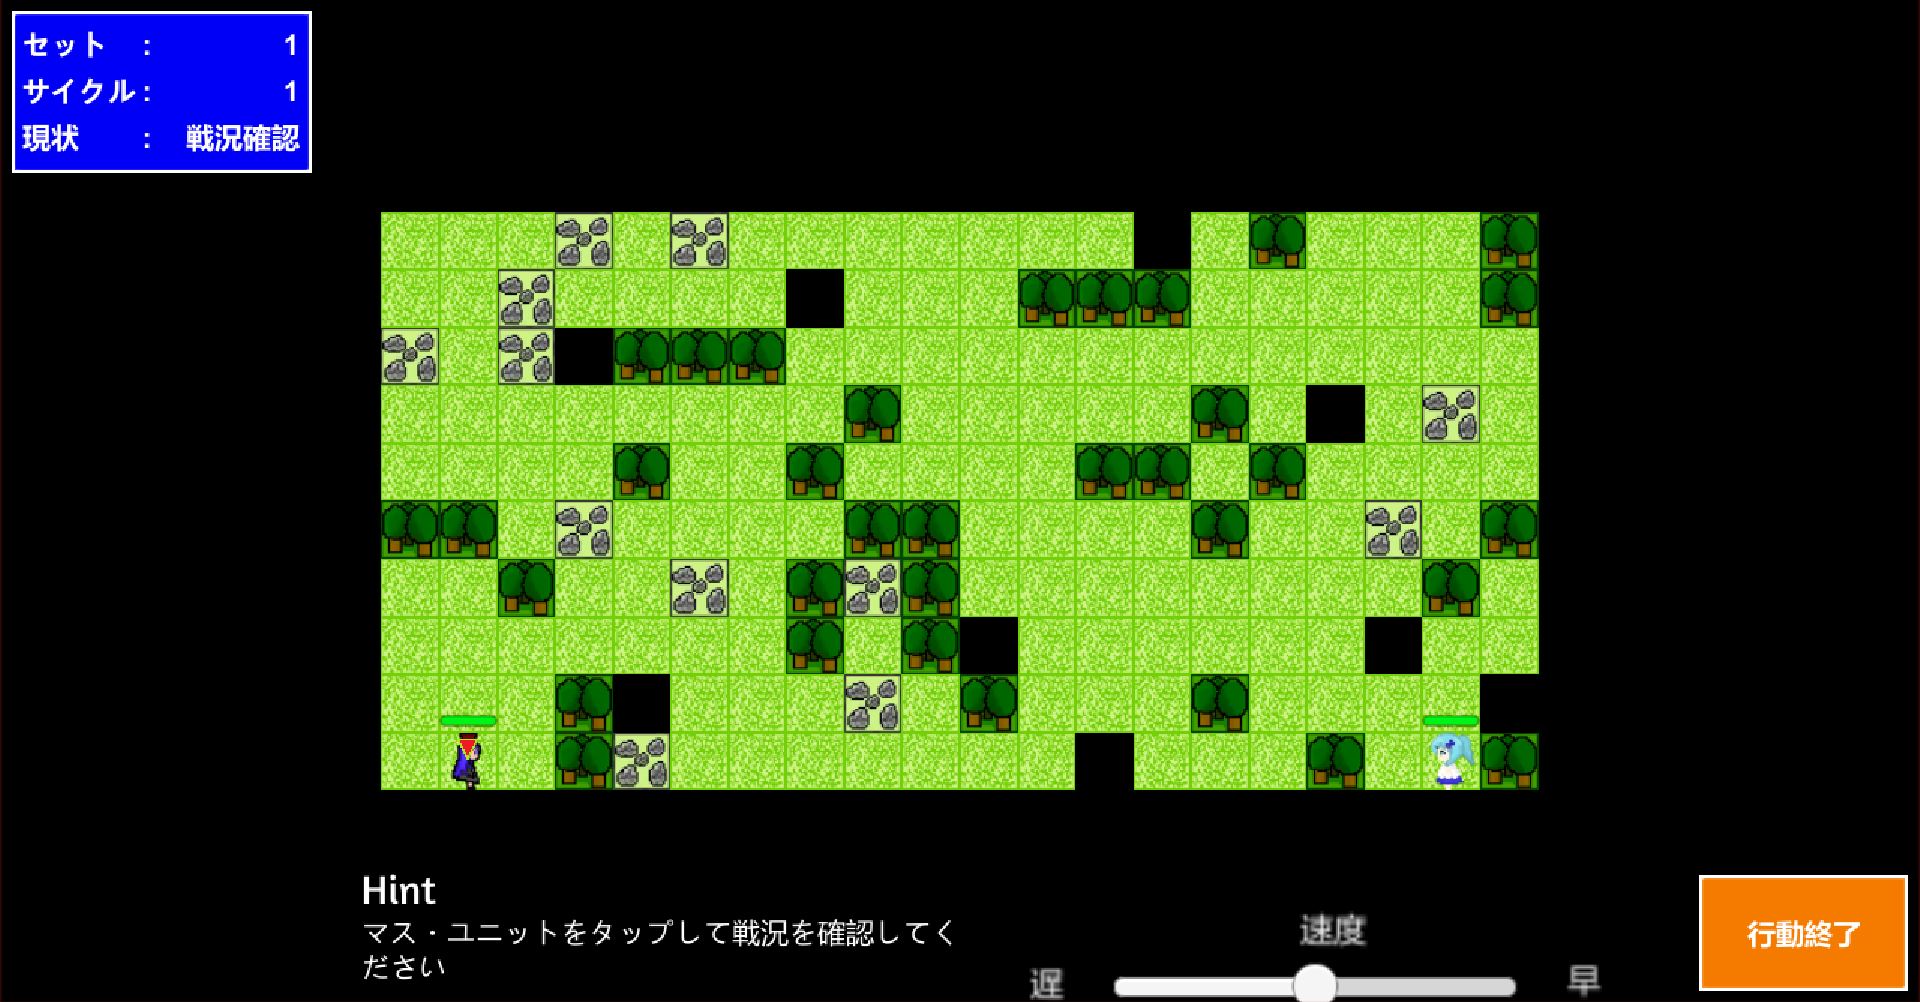 セット : 1
サイクル: 1
現状 : 戦況確認
Hint
マス・ユニットをタップして戦況を確認してく
ださい
速度
遅 早
行動終了